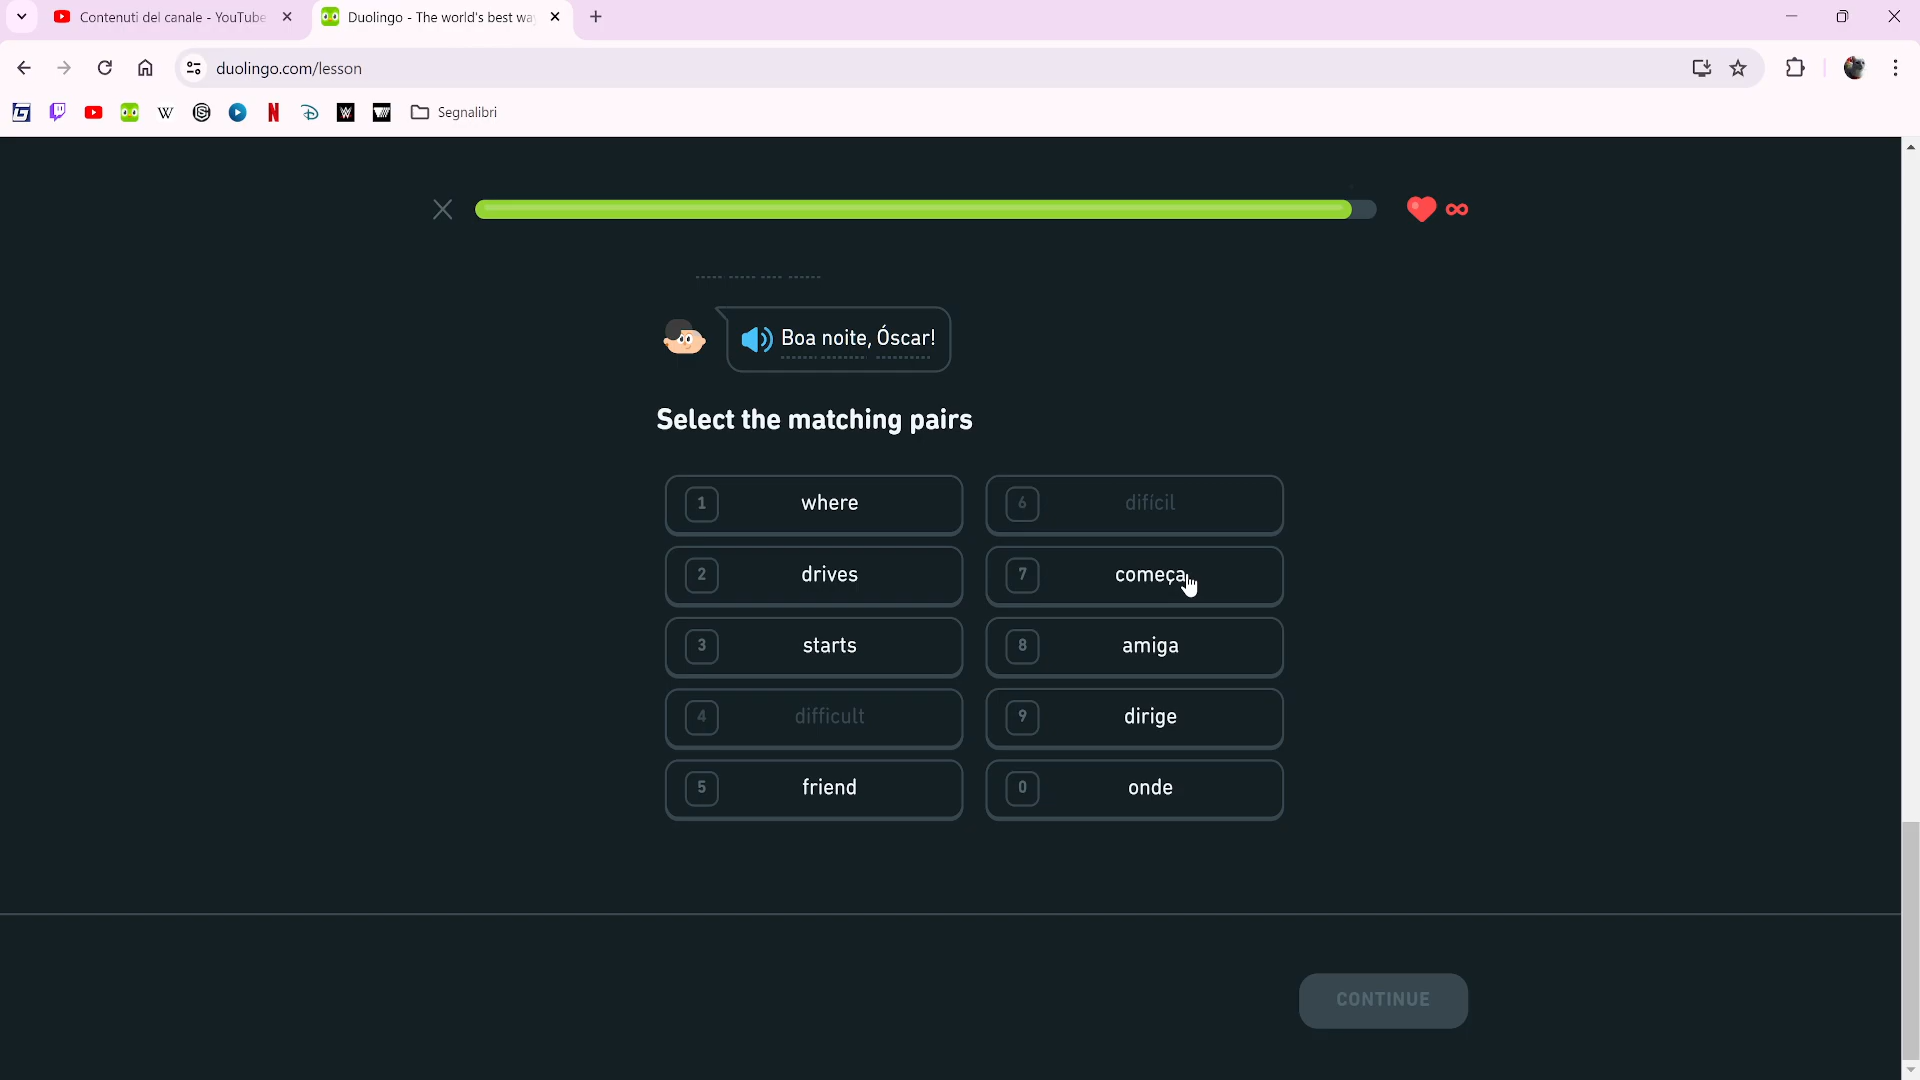 Contenuti del canale - YouTube
Duolingo - The world's best wa
duolingo.com/lesson
Segnalibri
Boa noite, Óscar!
Select the matching pairs
1 where
6 difícil
2 drives
7 começa
3 starts
8 amiga
4 difficult
9 dirige
5 friend
0 onde
CONTINUE